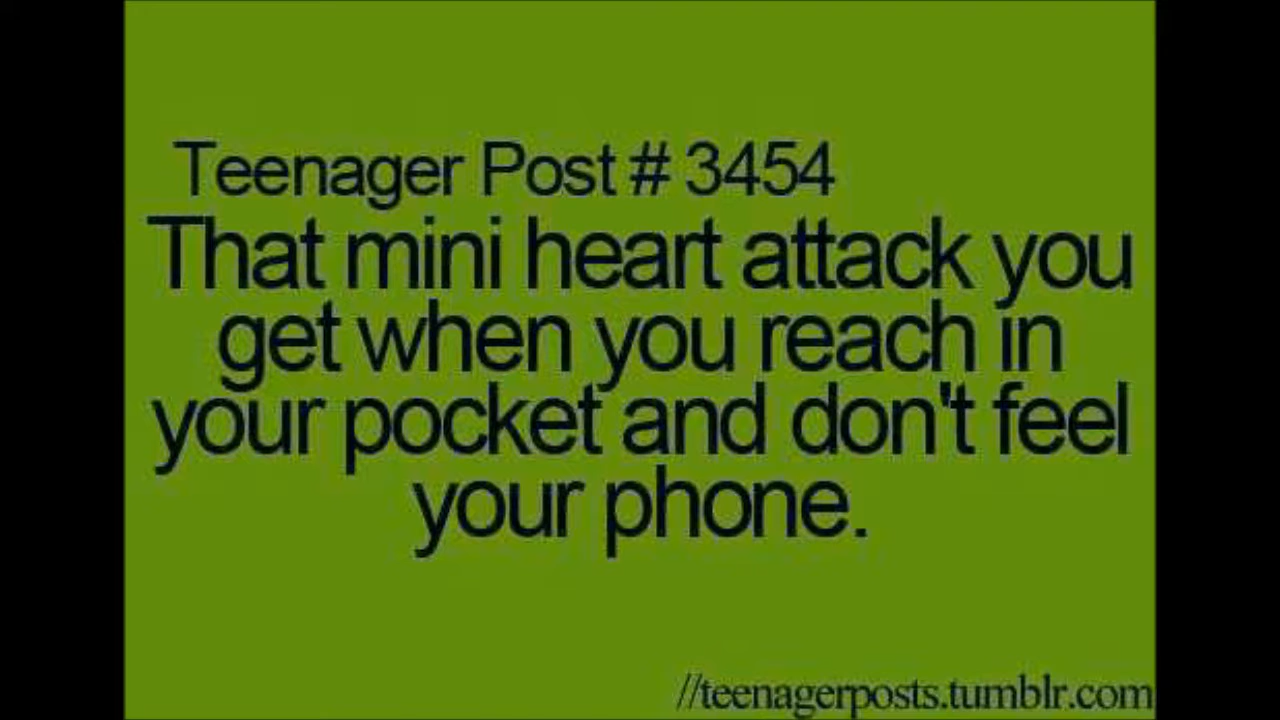 Teenager Post # 3454
That mini heart attack you
get when you reach in
your pocket and don't feel
your phone.
//teenagerposts.tumblr.com